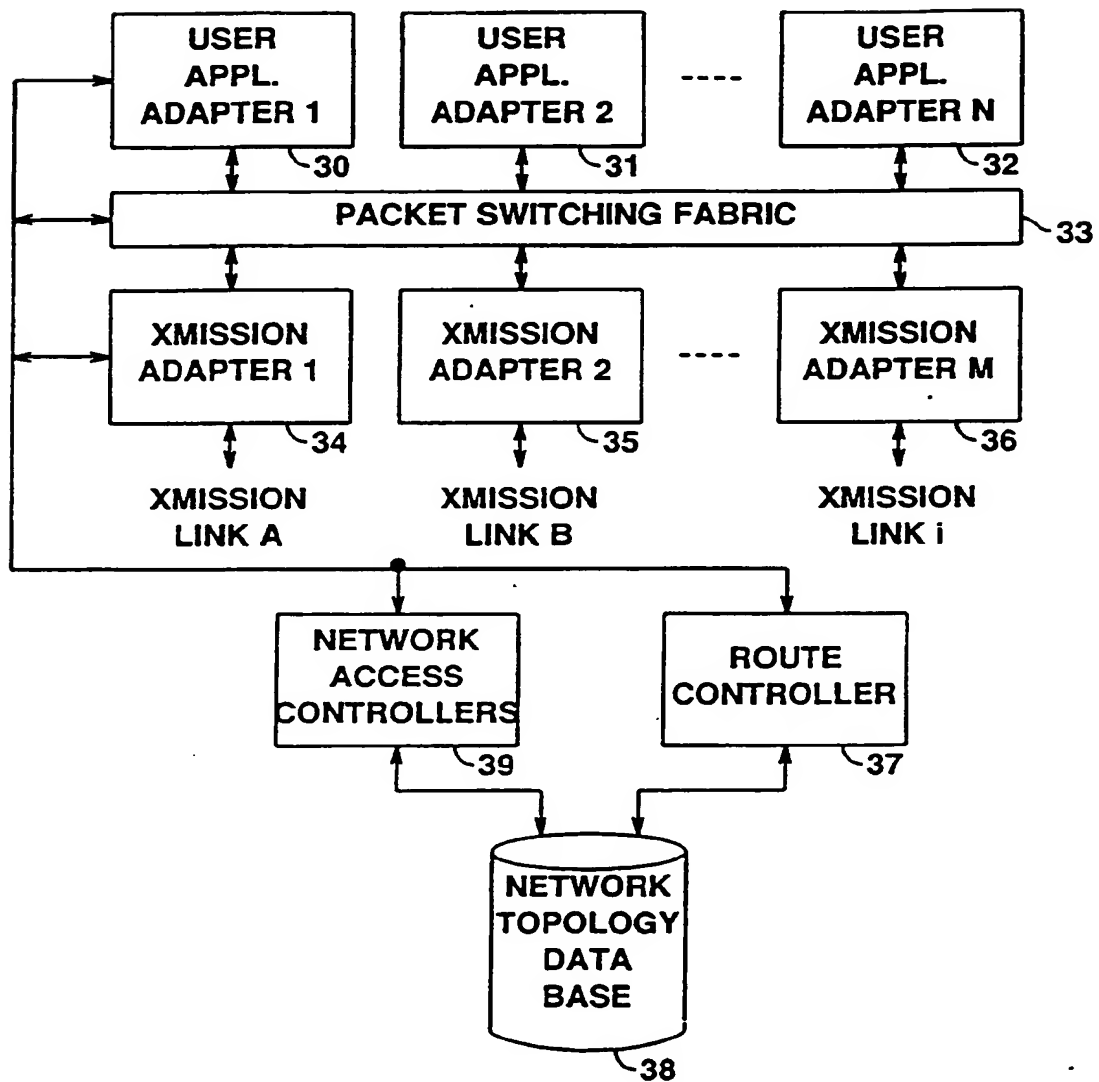 USER
APPL.
ADAPTER 1
30
USER
APPL.
ADAPTER 2
31
USER
APPL.
ADAPTER N
32
PACKET SWITCHING FABRIC
33
XMISSION
ADAPTER 1
34
XMISSION
ADAPTER 2
35
XMISSION
ADAPTER M
36
XMISSION
LINK A
XMISSION
LINK B
XMISSION
LINK i
NETWORK
ACCESS
CONTROLLERS
39
ROUTE
CONTROLLER
37
NETWORK
TOPOLOGY
DATA
BASE
38